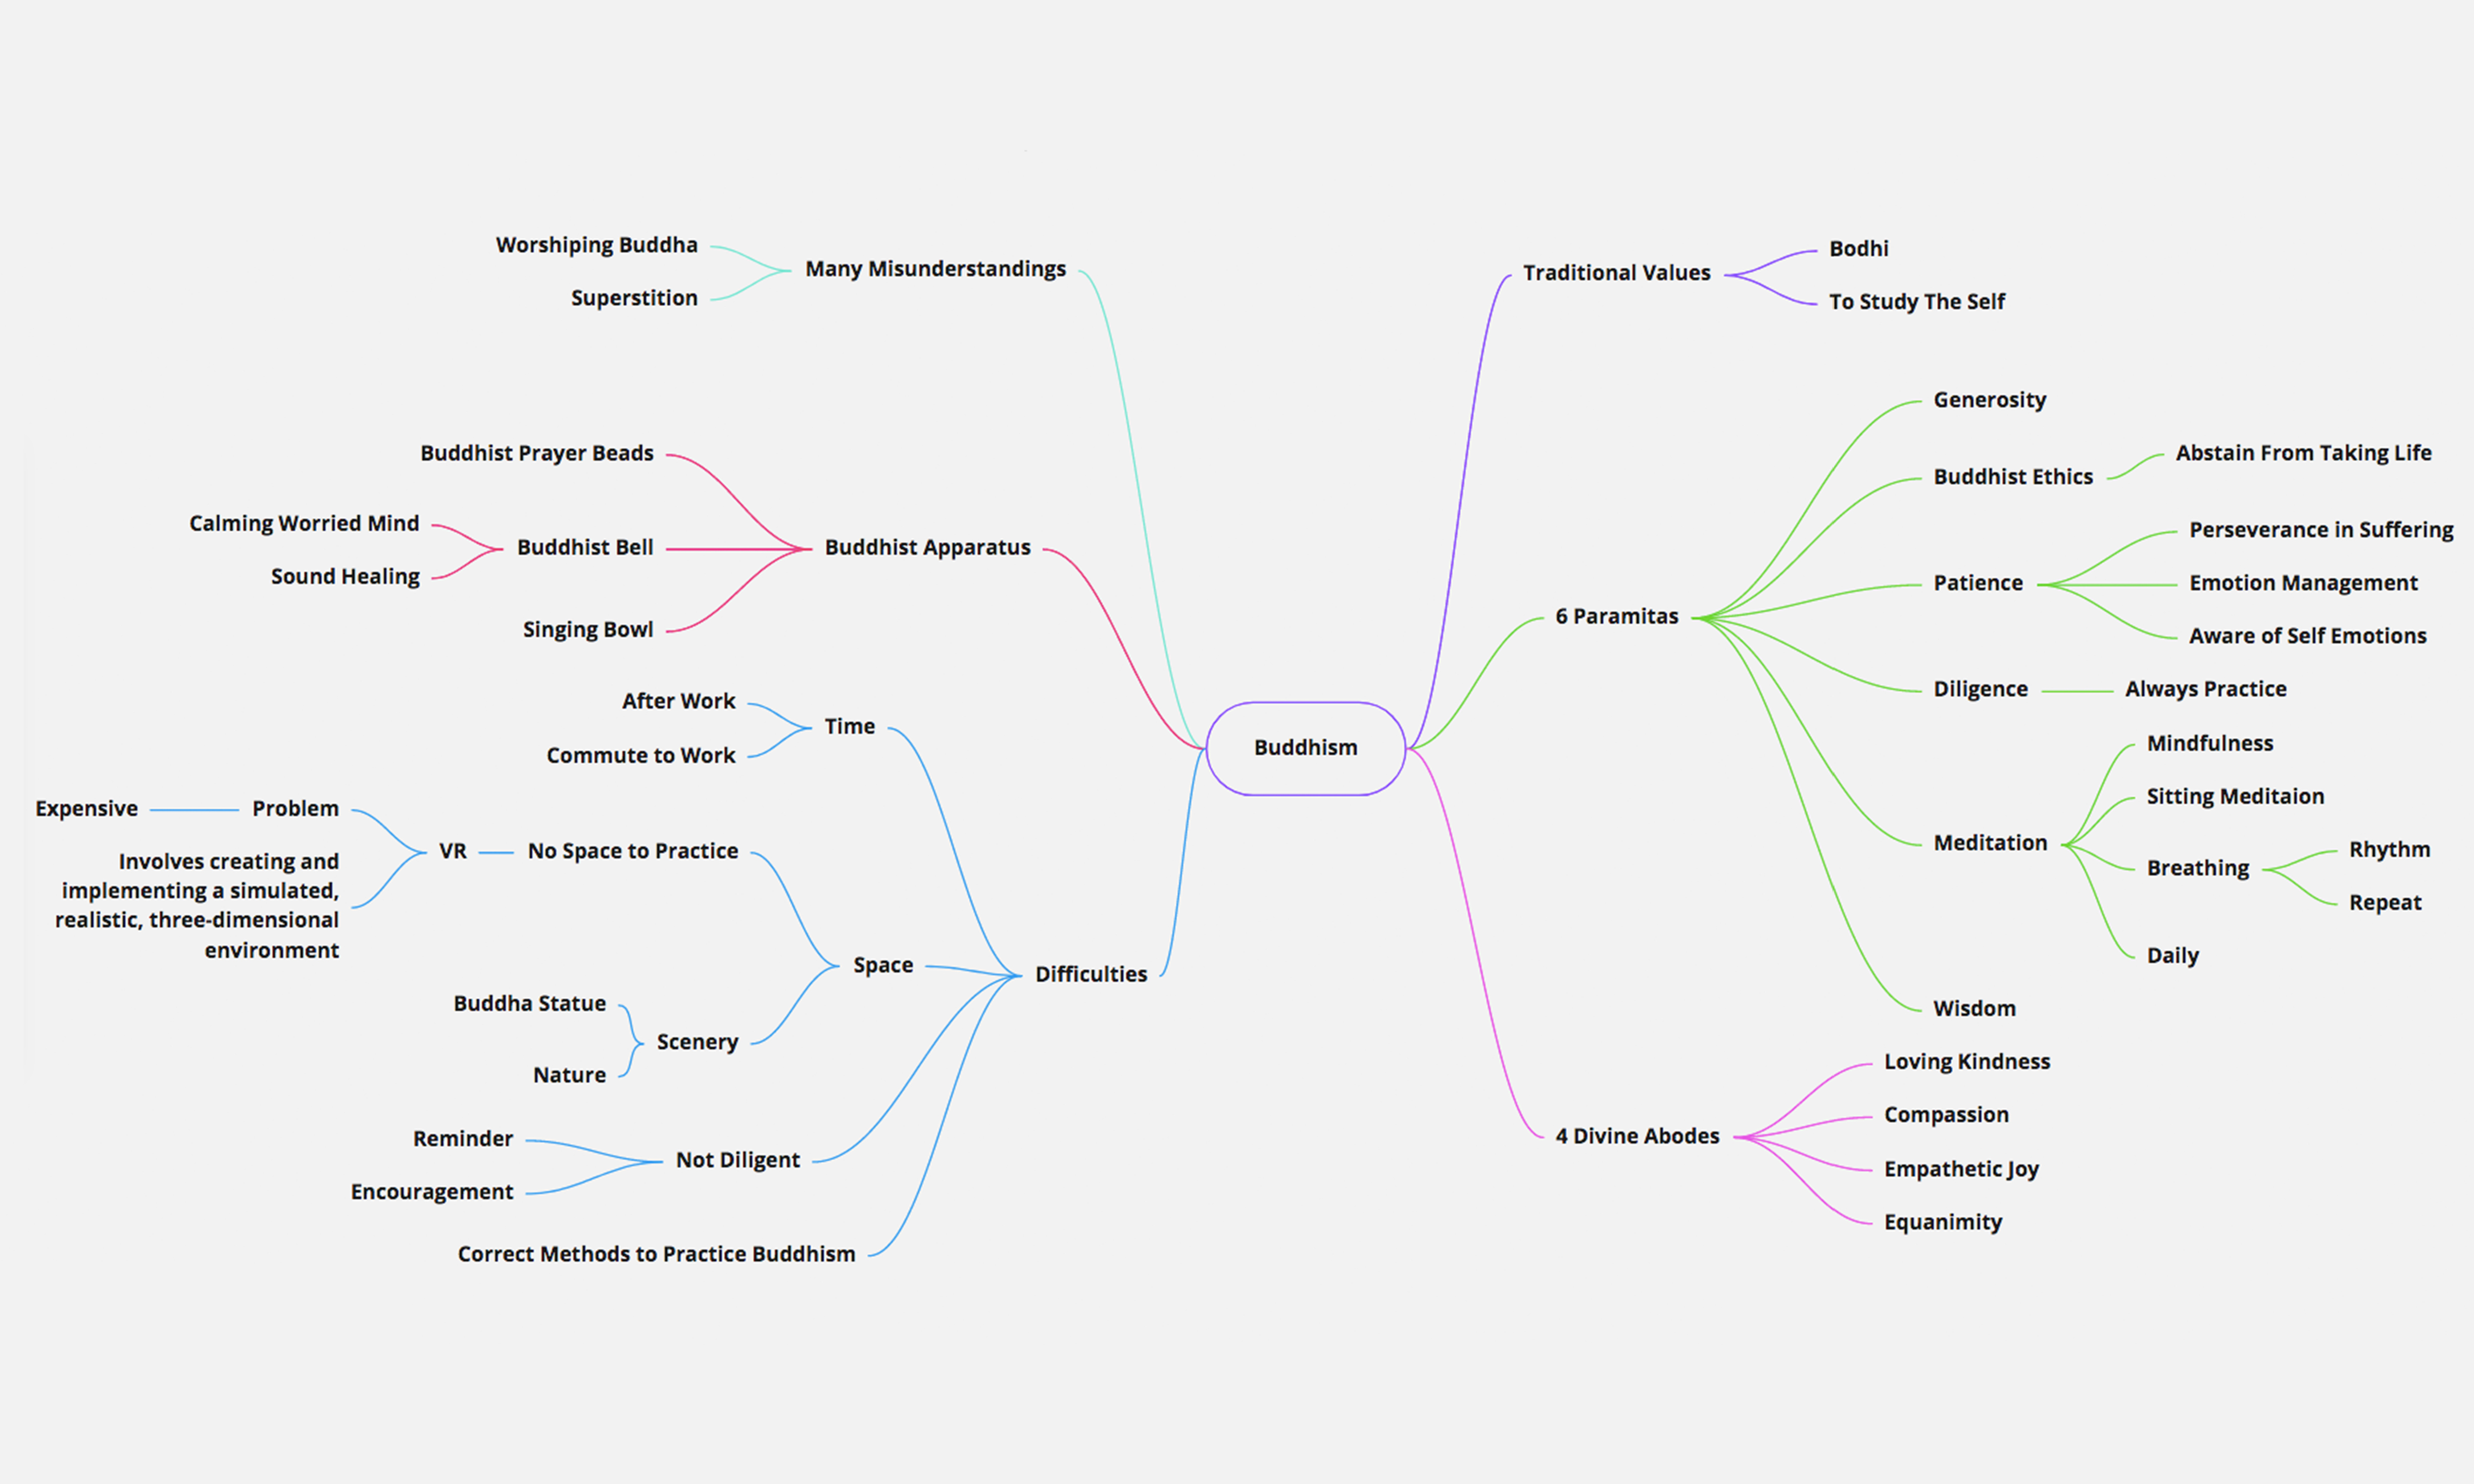 Buddhism
Many Misunderstandings
Worshiping Buddha
Superstition
Buddhist Apparatus
Buddhist Prayer Beads
Buddhist Bell
Calming Worried Mind
Sound Healing
Singing Bowl
Difficulties
Time
After Work
Commute to Work
Space
No Space to Practice
VR
Problem
Expensive
Involves creating and
implementing a simulated,
realistic, three-dimensional
environment
Scenery
Buddha Statue
Nature
Not Diligent
Reminder
Encouragement
Correct Methods to Practice Buddhism
Traditional Values
Bodhi
To Study The Self
6 Paramitas
Generosity
Buddhist Ethics
Abstain From Taking Life
Patience
Perseverance in Suffering
Emotion Management
Aware of Self Emotions
Diligence
Always Practice
Meditation
Mindfulness
Sitting Meditaion
Breathing
Rhythm
Repeat
Daily
Wisdom
4 Divine Abodes
Loving Kindness
Compassion
Empathetic Joy
Equanimity